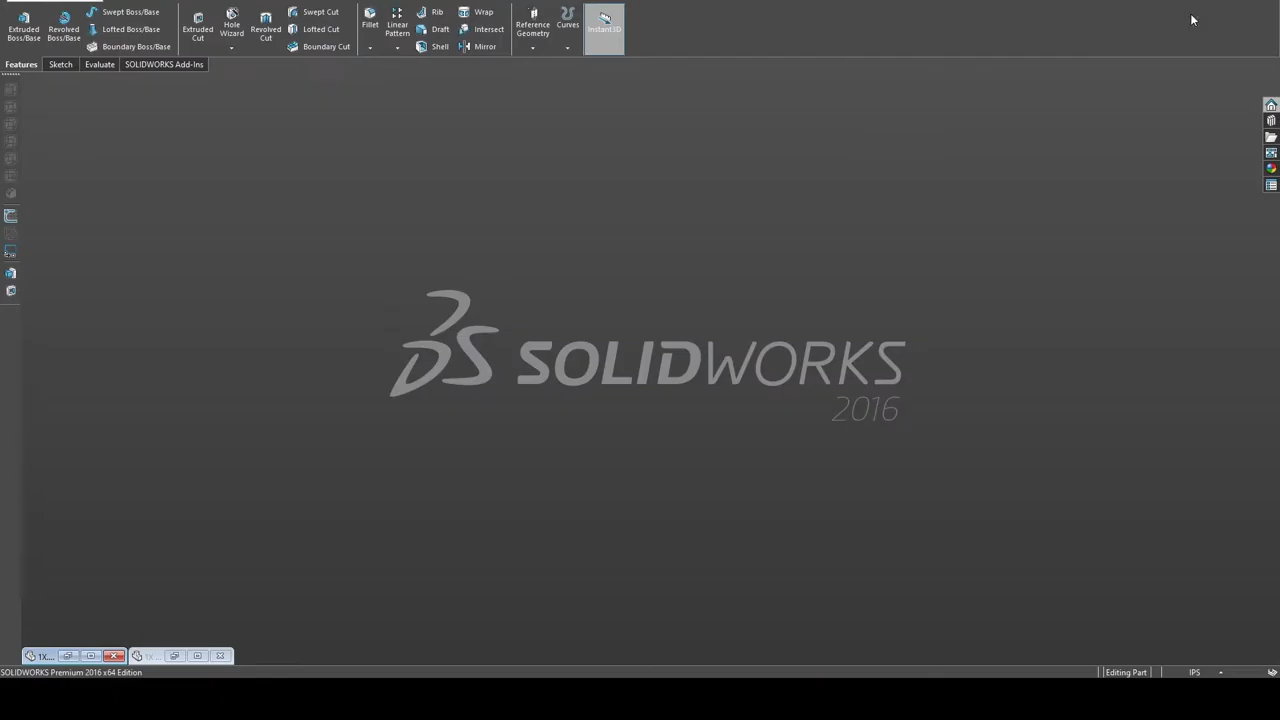 Extruded Boss/Base
Revolved Boss/Base
Swept Boss/Base
Lofted Boss/Base
Boundary Boss/Base
Extruded Cut
Hole Wizard
Revolved Cut
Swept Cut
Lofted Cut
Boundary Cut
Fillet
Linear Pattern
Rib
Draft
Shell
Wrap
Intersect
Mirror
Reference Geometry
Curves
Instant3D
Features
Sketch
Evaluate
SOLIDWORKS Add-Ins
SOLIDWORKS
2016
1X...
1X...
SOLIDWORKS Premium 2016 x64 Edition
Editing Part
IPS